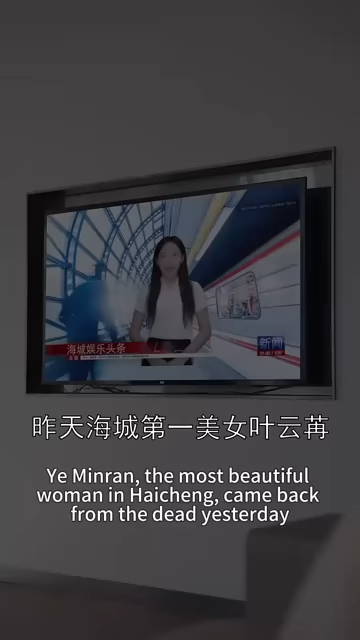 海城娱乐头条
新闻
昨天海城第一美女叶云苒
Ye Minran, the most beautiful
woman in Haicheng, came back
from the dead yesterday